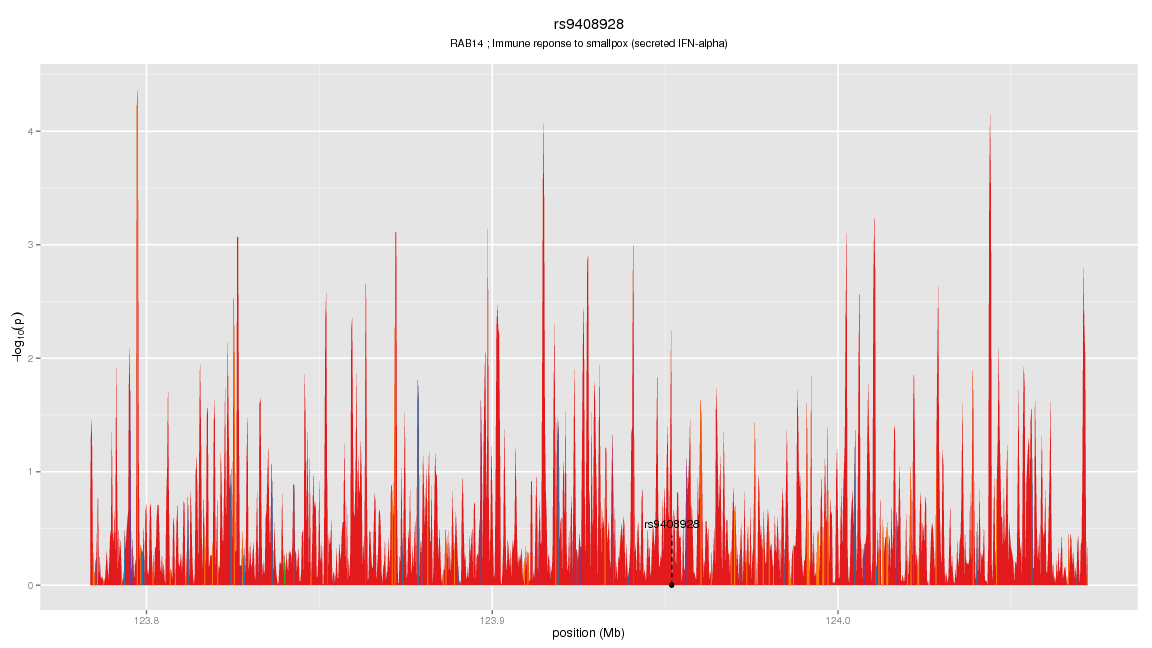 rs9408928
RAB14 ; Immune reponse to smallpox (secreted IFN-alpha)
−log10(p)
4
3
2
1
0
rs9408928
123.8
123.9
124.0
position (Mb)